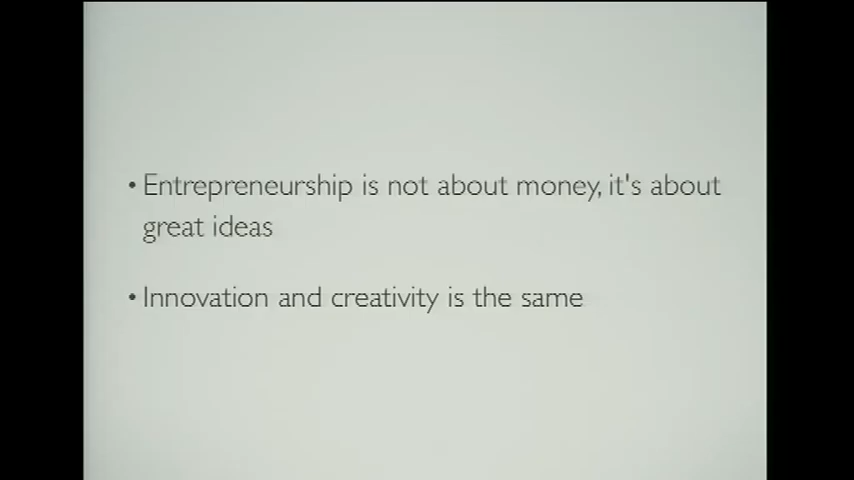 • Entrepreneurship is not about money, it's about
great ideas
• Innovation and creativity is the same